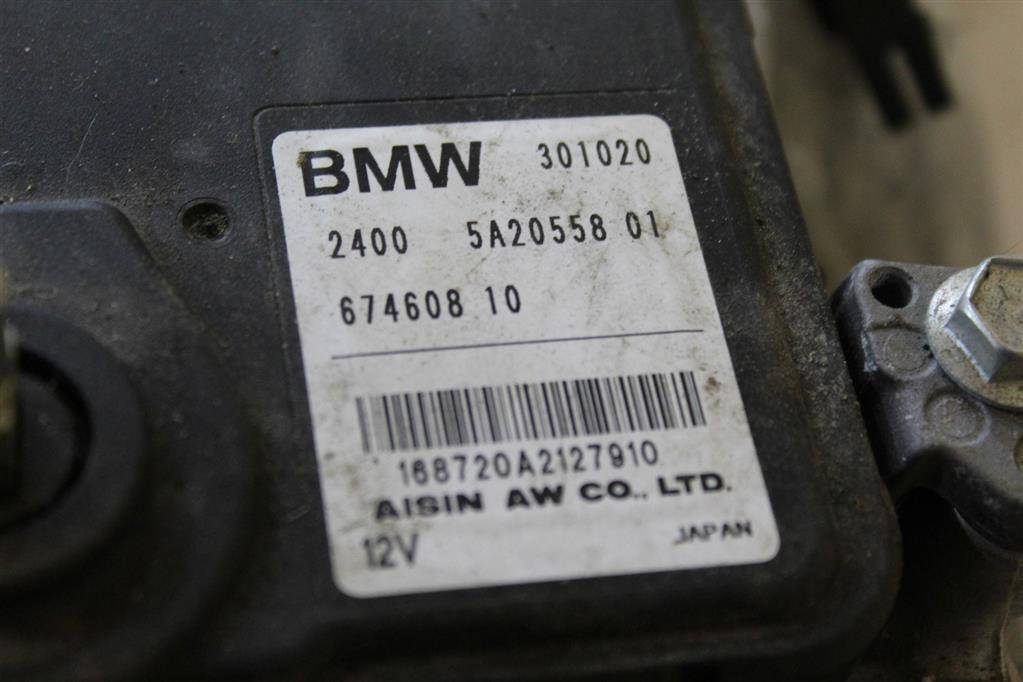 BMW 301020
2400 5A20558 01
674608 10
168720A2127910
AISIN AW CO., LTD.
12V JAPAN